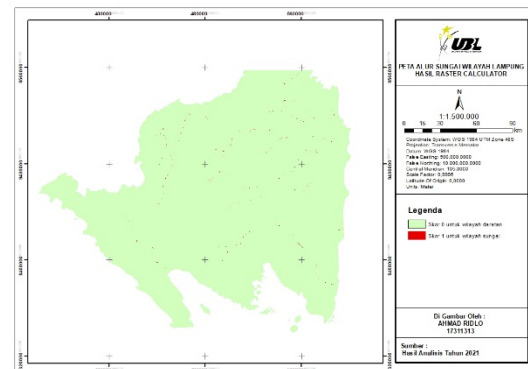 UBL
PETA ALUR SUNGAI WILAYAH LAMPUNG
HASIL RASTER CALCULATOR
N
1:1.500.000
0 15 30 60 90
Km
Coordinate System: WGS 1984 UTM Zone 48S
Projection: Transverse Mercator
Datum: WGS 1984
False Easting: 500.000,0000
False Northing: 10.000.000,0000
Central Meridian: 105,0000
Scale Factor: 0,9996
Latitude Of Origin: 0,0000
Units: Meter
Legenda
Skor 0 untuk wilayah daratan
Skor 1 untuk wilayah sungai
Di Gambar Oleh :
AHMAD RIDLO
17311313
Sumber :
Hasil Analisis Tahun 2021